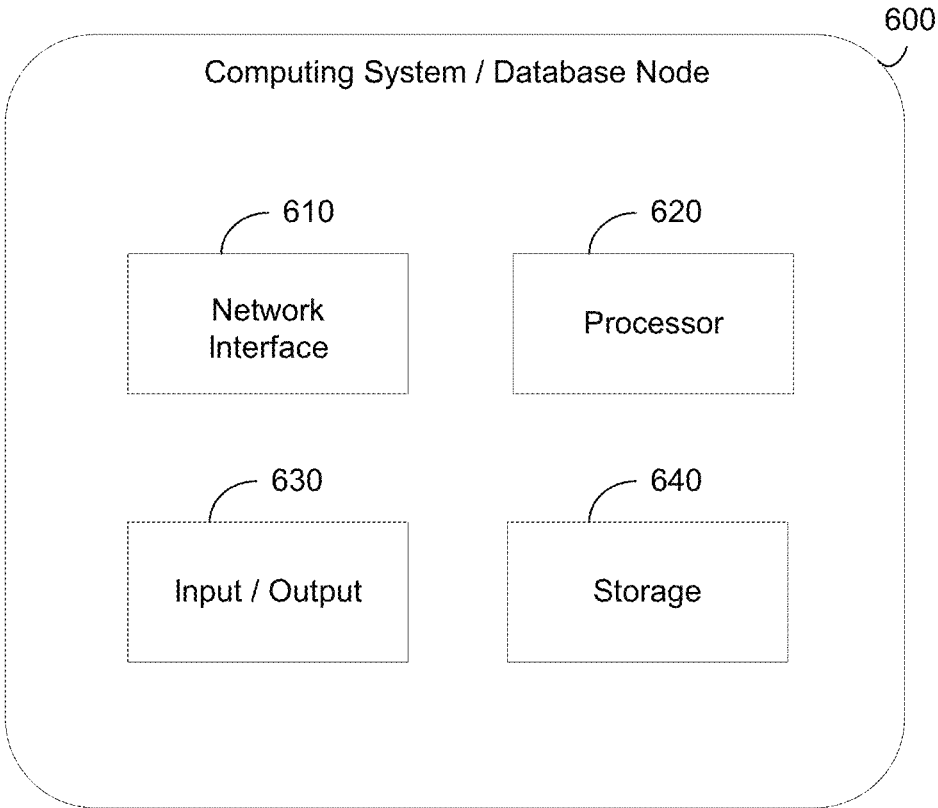 600
Computing System / Database Node
610
620
Network
Interface
Processor
630
640
Input / Output
Storage